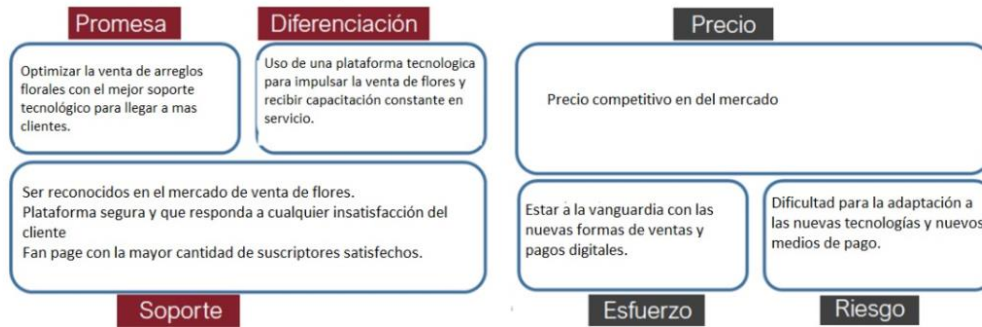 Promesa
Diferenciación
Precio
Optimizar la venta de arreglos
florales con el mejor soporte
tecnológico para llegar a mas
clientes.
Uso de una plataforma tecnologica
para impulsar la venta de flores y
recibir capacitación constante en
servicio.
Precio competitivo en del mercado
Ser reconocidos en el mercado de venta de flores.
Plataforma segura y que responda a cualquier insatisfacción del
cliente
Fan page con la mayor cantidad de suscriptores satisfechos.
Estar a la vanguardia con las
nuevas formas de ventas y
pagos digitales.
Dificultad para la adaptación a
las nuevas tecnologías y nuevos
medios de pago.
Soporte
Esfuerzo
Riesgo